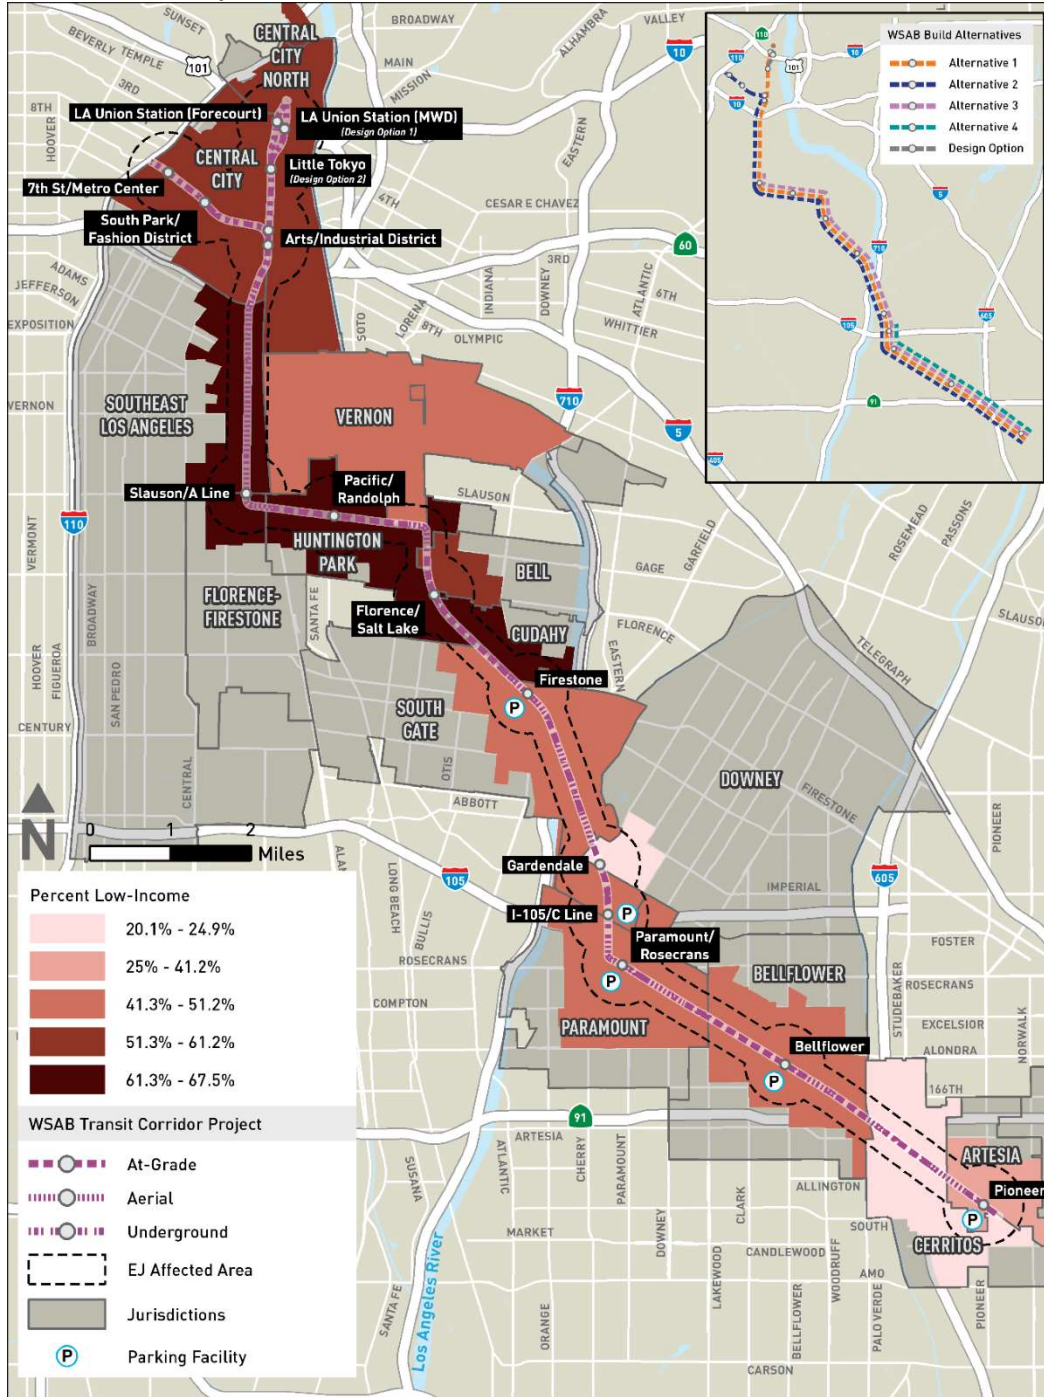 SUNSET
BROADWAY
VALLEY
BEVERLY
TEMPLE
3RD
101
CENTRAL
CITY
NORTH
MAIN
MISSION
ALHAMBRA
10
8TH
HOOVER
LA Union Station (Forecourt)
LA Union Station (MWD)
(Design Option 1)
CENTRAL
CITY
Little Tokyo
(Design Option 2)
4TH
EASTERN
7th St/Metro Center
CESAR E CHAVEZ
South Park/
Fashion District
Arts/Industrial District
60
3RD
ADAMS
JEFFERSON
EXPOSITION
SOTO
LORENA
8TH
INDIANA
DOWNEY
ATLANTIC
6TH
WHITTIER
OLYMPIC
VERNON
SOUTHEAST
LOS ANGELES
VERNON
710
5
Slauson/A Line
Pacific/
Randolph
SLAUSON
110
VERMONT
BROADWAY
HUNTINGTON
PARK
BELL
GAGE
GARFIELD
ROSEMEAD
PASSONS
FLORENCE-
FIRESTONE
SANTA FE
Florence/
Salt Lake
CUDAHY
FLORENCE
EASTERN
SLAUSON
TELEGRAPH
HOOVER
FIGUEROA
SAN PEDRO
Firestone
P
SOUTH
GATE
CENTURY
CENTRAL
OTIS
ABBOTT
DOWNEY
FIRESTONE
PIONEER
N
0 1 2
Miles
Gardendale
105
LONG BEACH
BULLIS
IMPERIAL
605
I-105/C Line
P
Paramount/
Rosecrans
P
ROSECRANS
COMPTON
BELLFLOWER
STUDEBAKER
FOSTER
ROSECRANS
EXCELSIOR
ALONDRA
NORWALK
PARAMOUNT
Bellflower
P
166TH
91
ARTESIA
ATLANTIC
CHERRY
PARAMOUNT
SUSANA
ARTESIA
Pioneer
P
ALLINGTON
CLARK
SOUTH
CERRITOS
MARKET
DOWNEY
CANDLEWOOD
WOODRUFF
AMO
LAKEWOOD
BELLFLOWER
PALO VERDE
PIONEER
SANTA FE
Los Angeles River
ORANGE
CARSON
Percent Low-Income
20.1% - 24.9%
25% - 41.2%
41.3% - 51.2%
51.3% - 61.2%
61.3% - 67.5%
WSAB Transit Corridor Project
At-Grade
Aerial
Underground
EJ Affected Area
Jurisdictions
P Parking Facility
WSAB Build Alternatives
Alternative 1
Alternative 2
Alternative 3
Alternative 4
Design Option
110
101
10
110
10
5
710
105
605
91
605